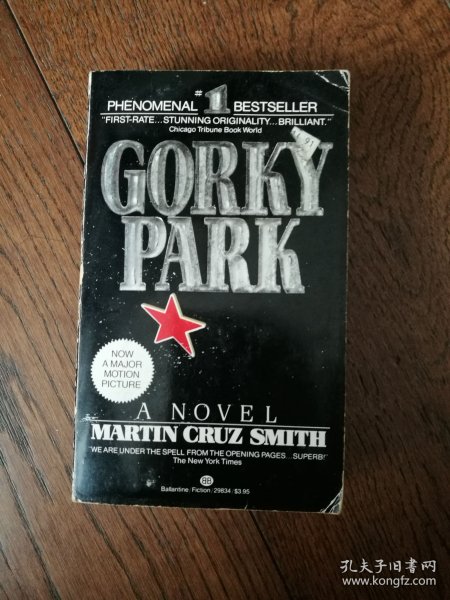 PHENOMENAL #1 BESTSELLER
"FIRST-RATE...STUNNING ORIGINALITY...BRILLIANT."
Chicago Tribune Book World
GORKY
PARK
NOW
A MAJOR
MOTION
PICTURE
A NOVEL
MARTIN CRUZ SMITH
"WE ARE UNDER THE SPELL FROM THE OPENING PAGES...SUPERB!"
The New York Times
BB
Ballantine/Fiction/29834/$3.95
孔夫子旧书网
www.kongfz.com